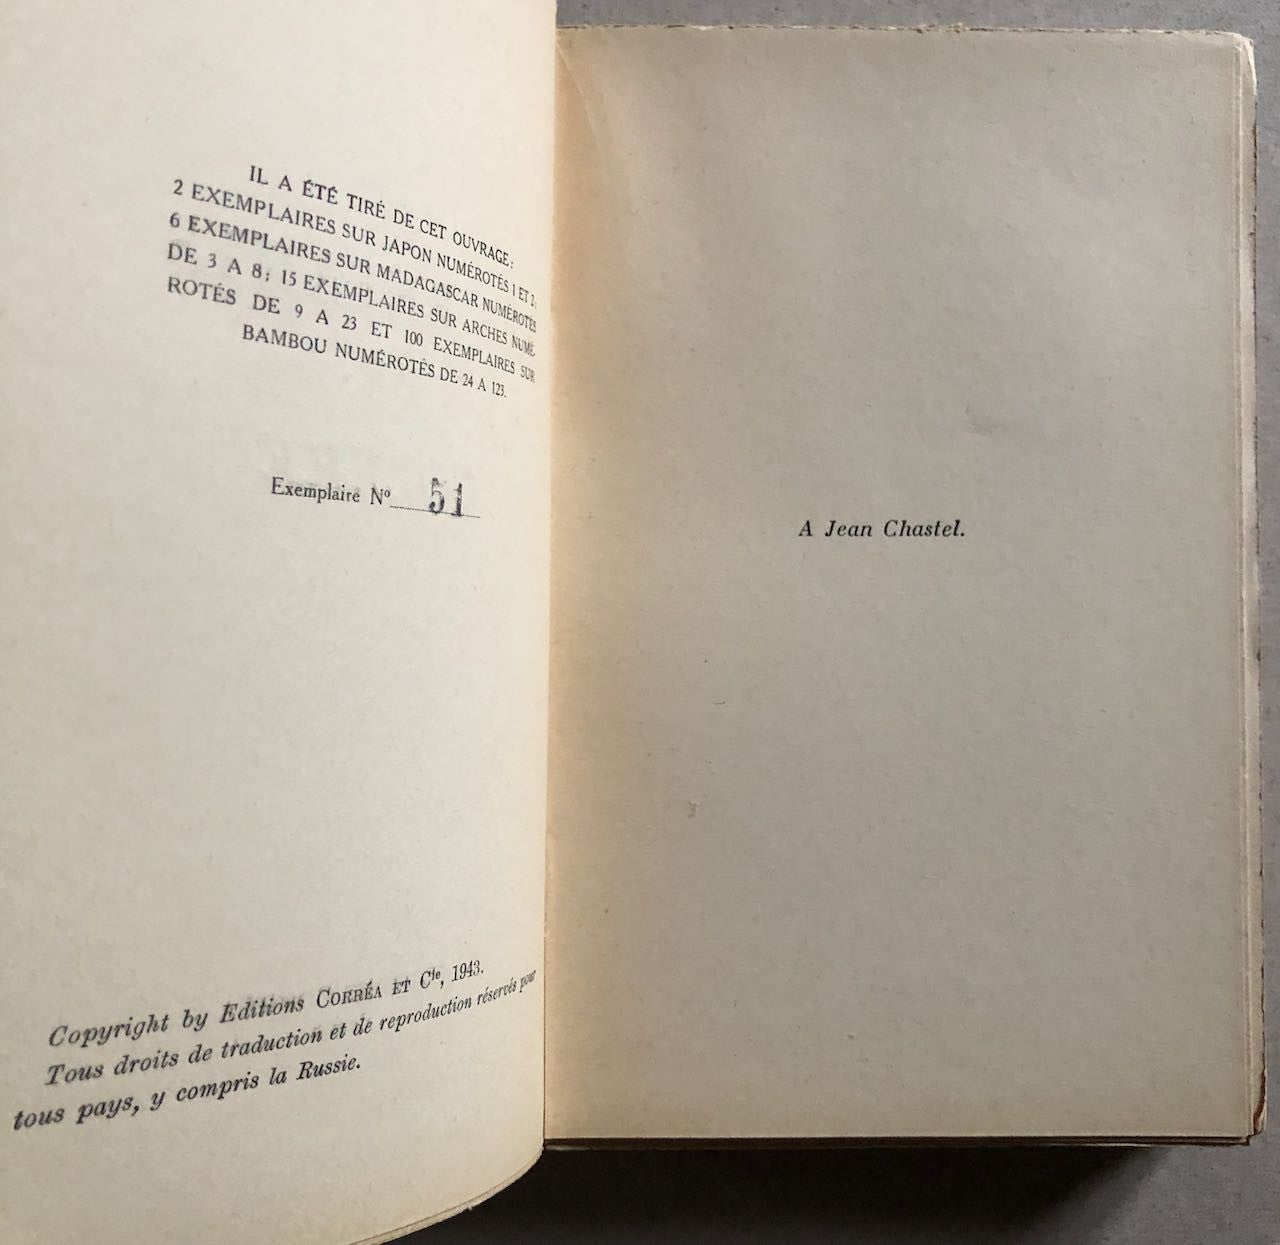 IL A ÉTÉ TIRÉ DE CET OUVRAGE :
2 EXEMPLAIRES SUR JAPON NUMÉROTÉS 1 ET 2;
6 EXEMPLAIRES SUR MADAGASCAR NUMÉROTÉS
DE 3 A 8; 15 EXEMPLAIRES SUR ARCHES NUMÉ
ROTÉS DE 9 A 23 ET 100 EXEMPLAIRES SUR
BAMBOU NUMÉROTÉS DE 24 A 123.
Exemplaire Nº 51
Copyright by Editions CORRÉA ET Cie, 1943.
Tous droits de traduction et de reproduction réservés pour
tous pays, y compris la Russie.
A Jean Chastel.